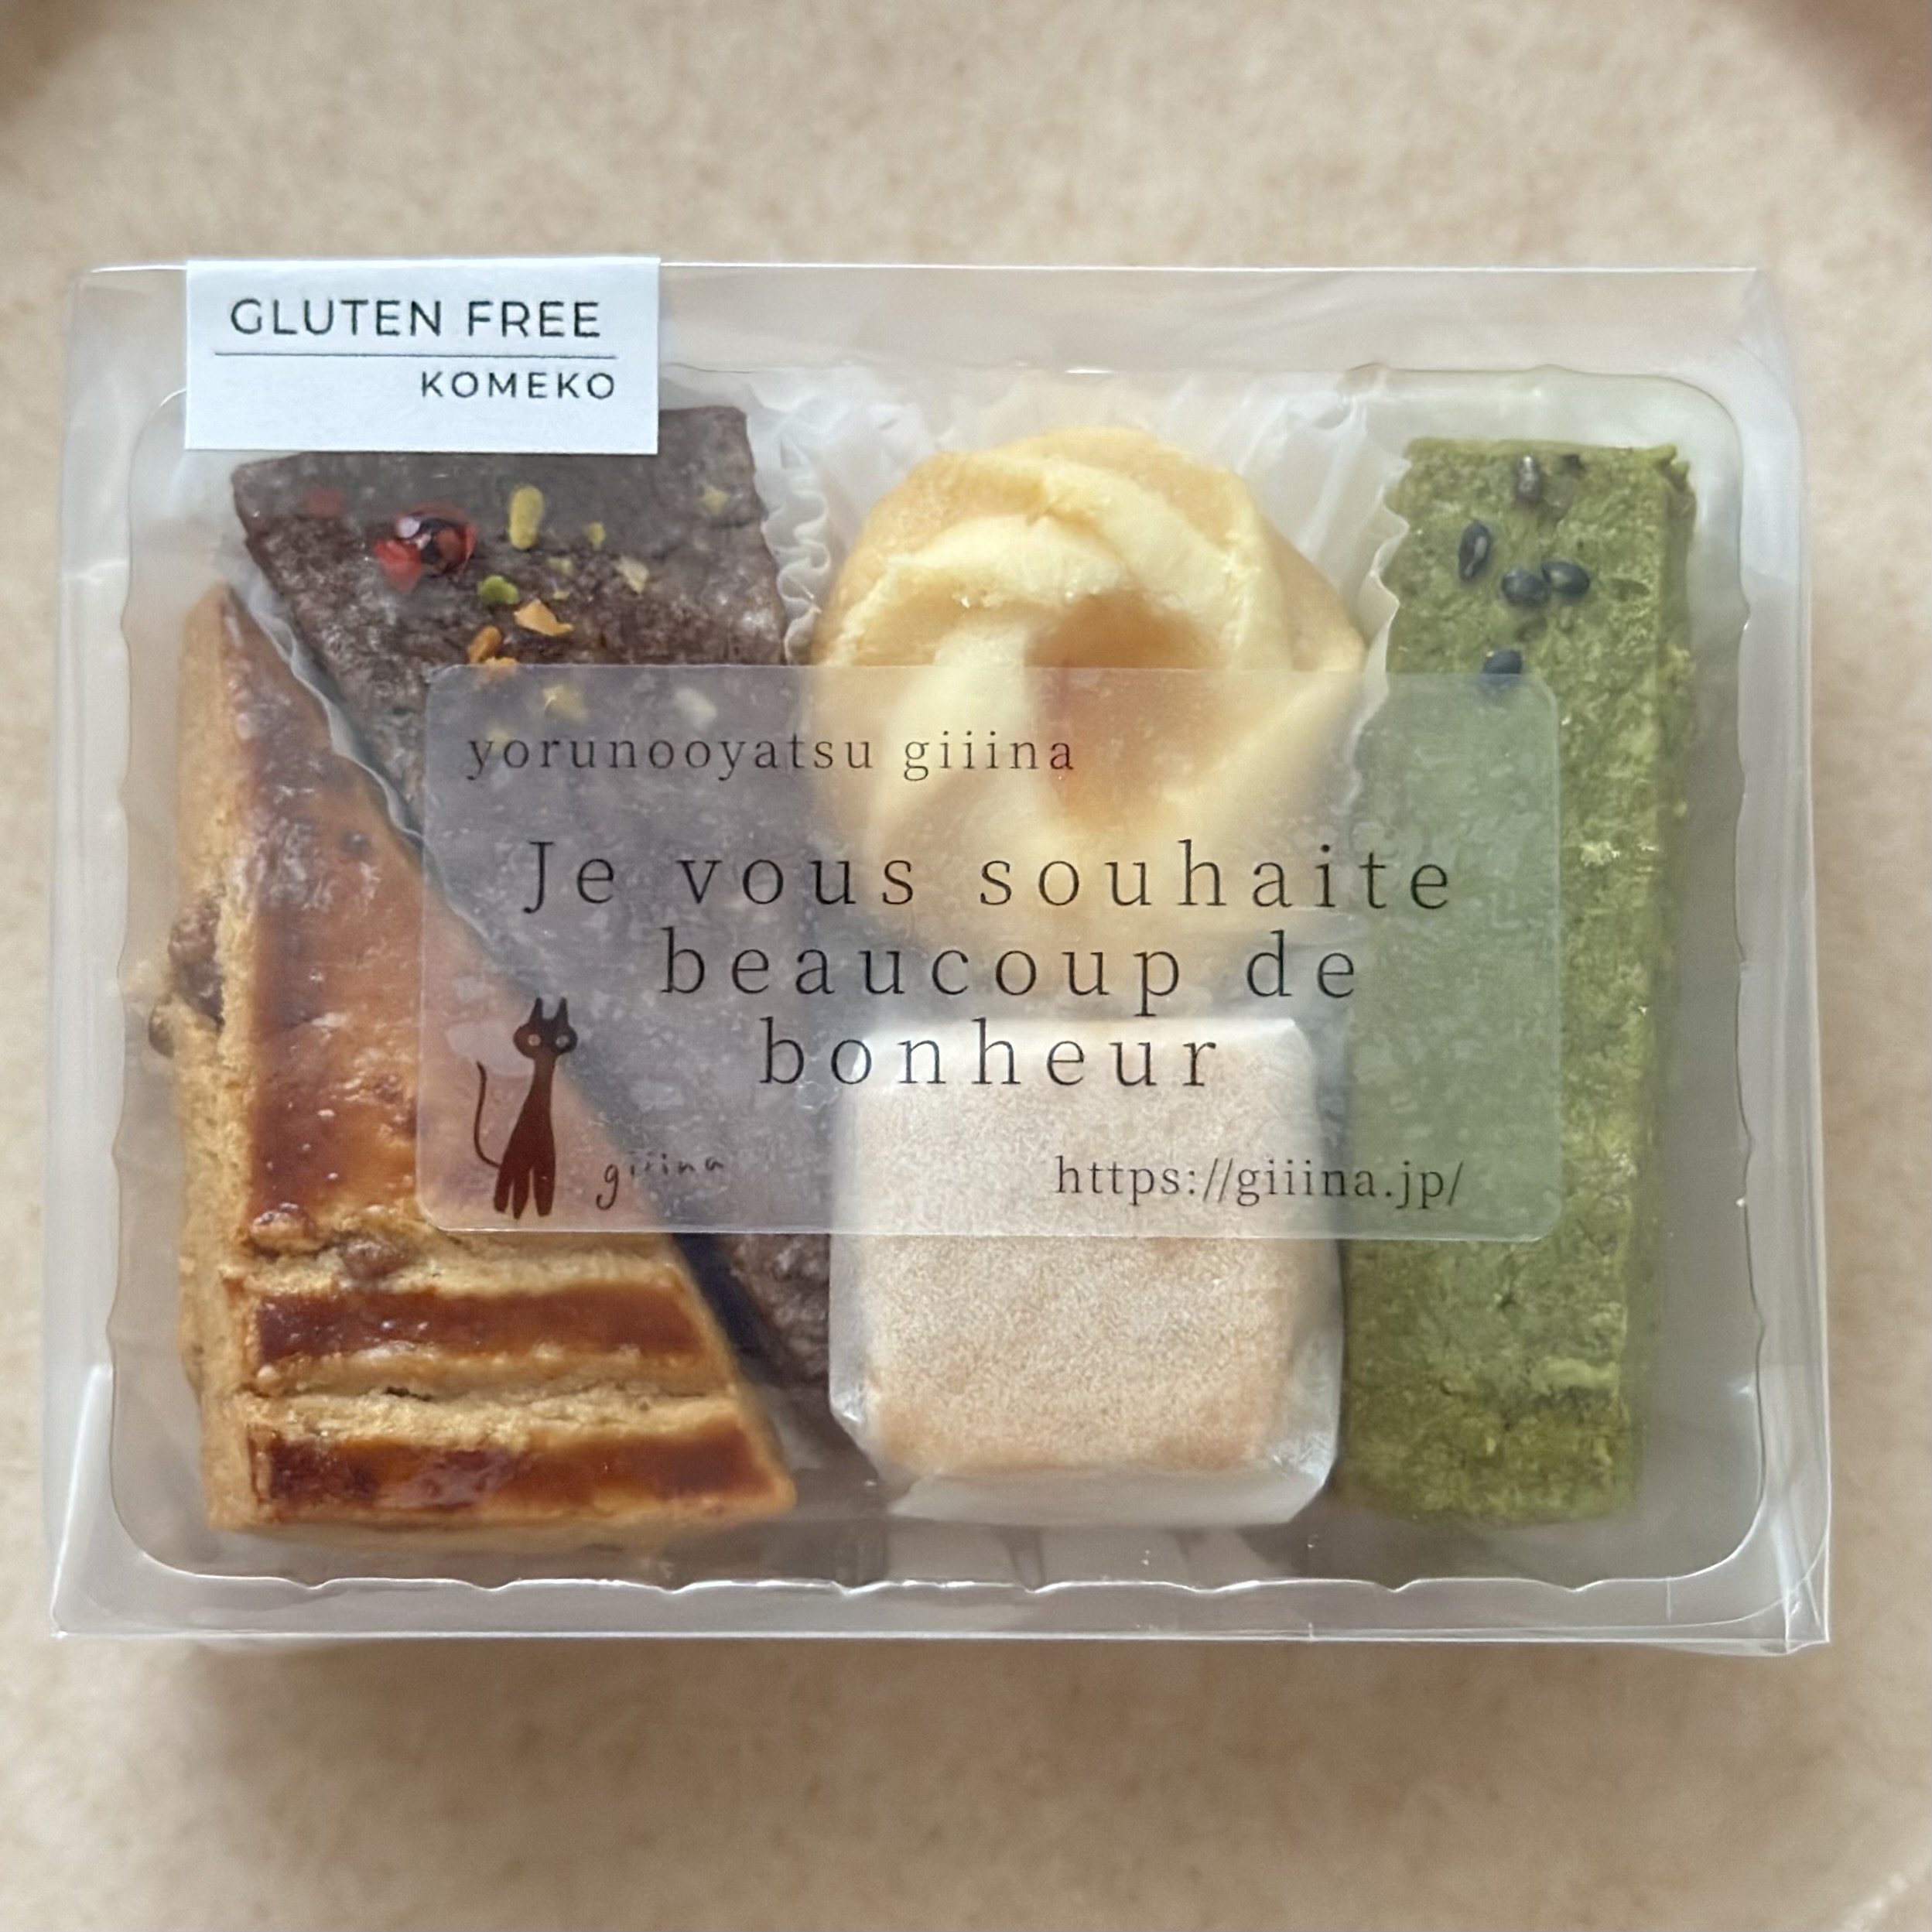 GLUTEN FREE
KOMEKO
yorunooyatsu giiina
Je vous souhaite
beaucoup de
bonheur
giiina
https://giiina.jp/